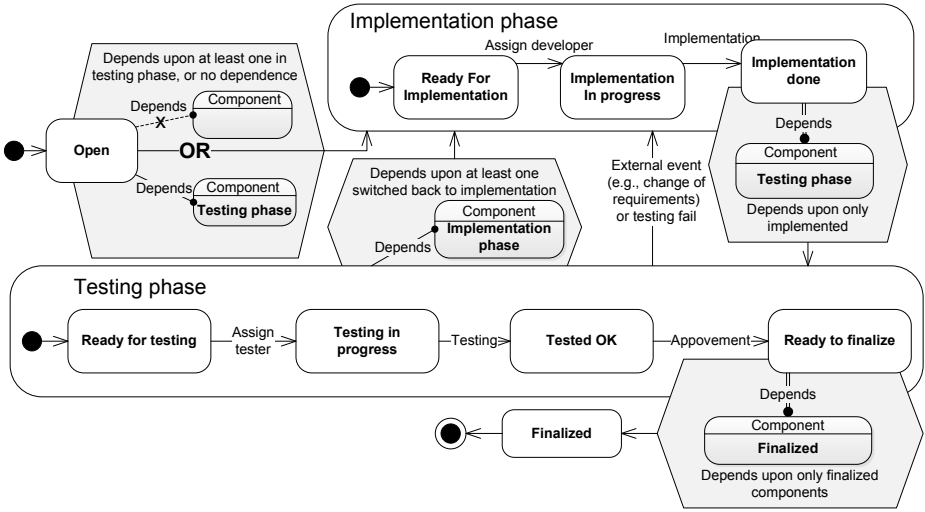 Implementation phase
Depends upon at least one in
testing phase, or no dependence
Depends
Component
X
Open
OR
Depends
Component
Testing phase
Ready For
Implementation
Assign developer
Implementation
In progress
Implementation
Implementation
done
Depends
Component
Testing phase
Depends upon only
implemented
Depends upon at least one
switched back to implementation
Component
Implementation
phase
Depends
External event
(e.g., change of
requirements)
or testing fail
Testing phase
Ready for testing
Assign
tester
Testing in
progress
Testing
Tested OK
Appovement
Ready to finalize
Depends
Component
Finalized
Depends upon only finalized
components
Finalized